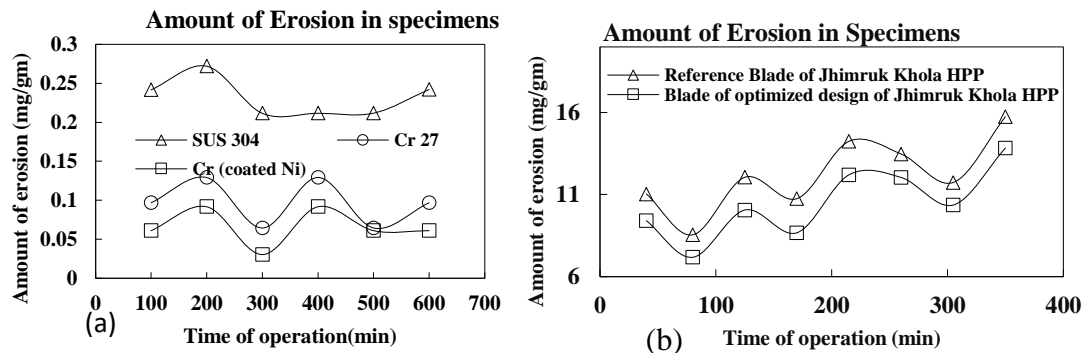 Amount of Erosion in specimens
Amount of erosion (mg/gm)
0.3
0.25
0.2
0.15
0.1
0.05
0
SUS 304
Cr 27
Cr (coated Ni)
0 100 200 300 400 500 600 700
(a)
Time of operation(min)
Amount of Erosion in Specimens
Amount of erosion (mg/gm)
Reference Blade of Jhimruk Khola HPP
Blade of optimized design of Jhimruk Khola HPP
16
11
6
0 100 200 300 400
(b)
Time of operation (min)